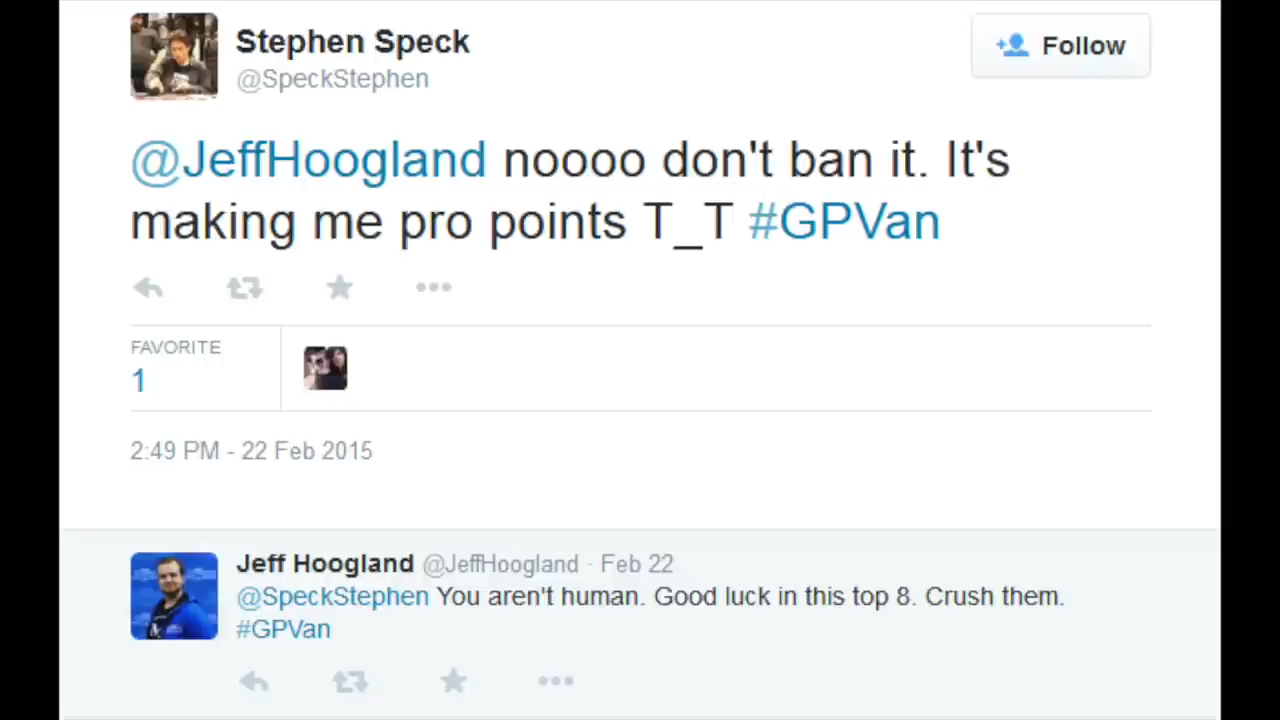 Stephen Speck
@SpeckStephen
Follow
@JeffHoogland noooo don't ban it. It's
making me pro points T_T #GPVan
FAVORITE
1
2:49 PM - 22 Feb 2015
Jeff Hoogland @JeffHoogland · Feb 22
@SpeckStephen You aren't human. Good luck in this top 8. Crush them.
#GPVan